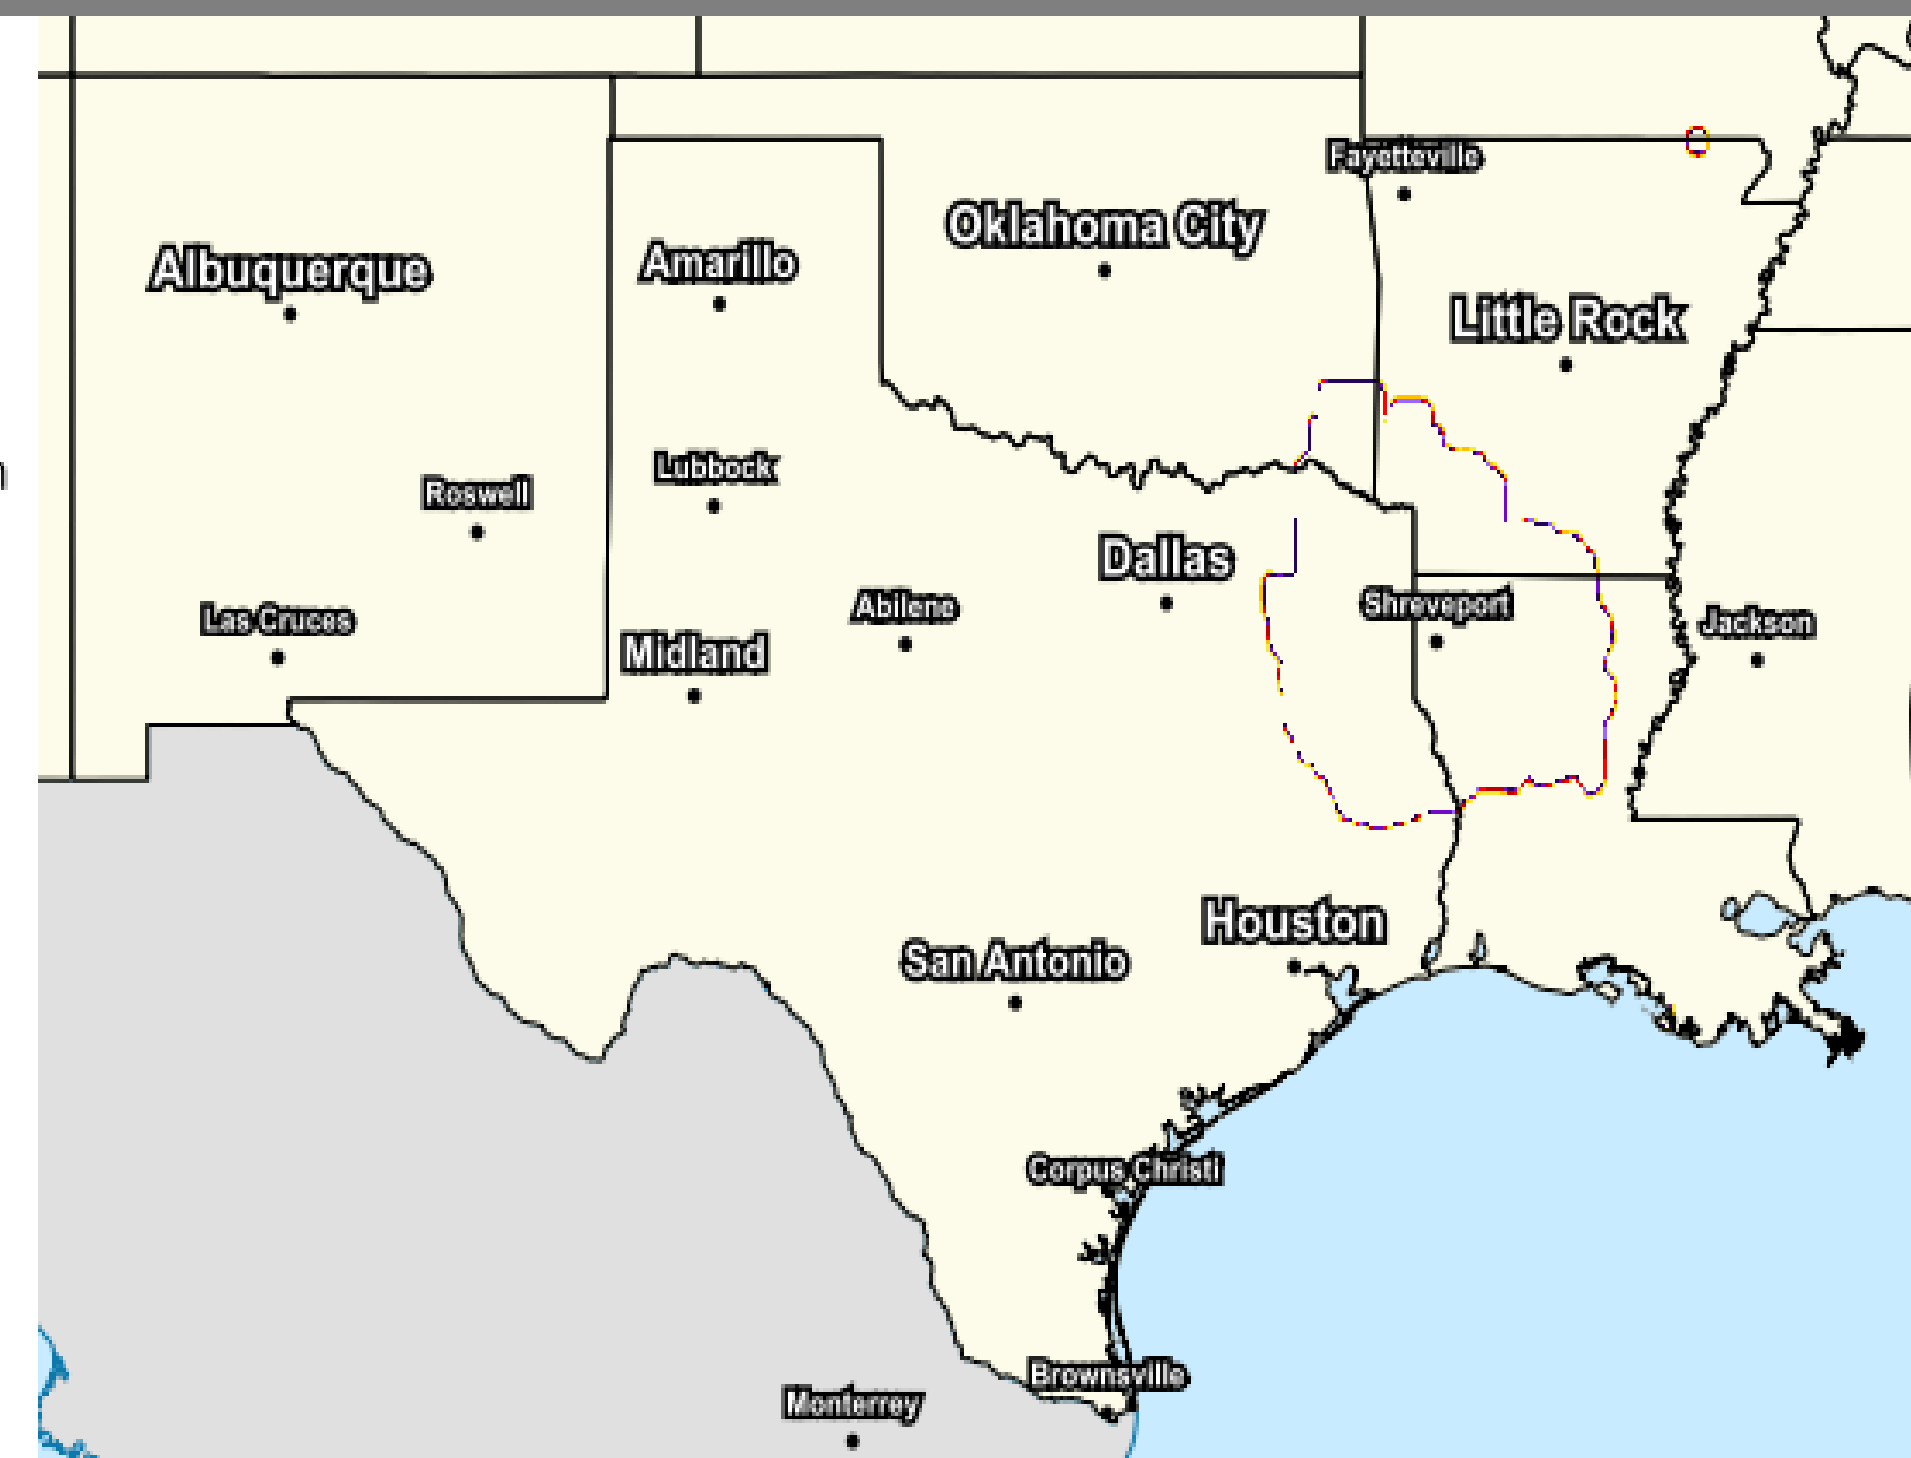 Fayetteville
Oklahoma City
Albuquerque
Amarillo
Little Rock
Lubbock
Roswell
Dallas
Abilene
Shreveport
Las Cruces
Jackson
Midland
Houston
San Antonio
Corpus Christi
Brownsville
Monterrey